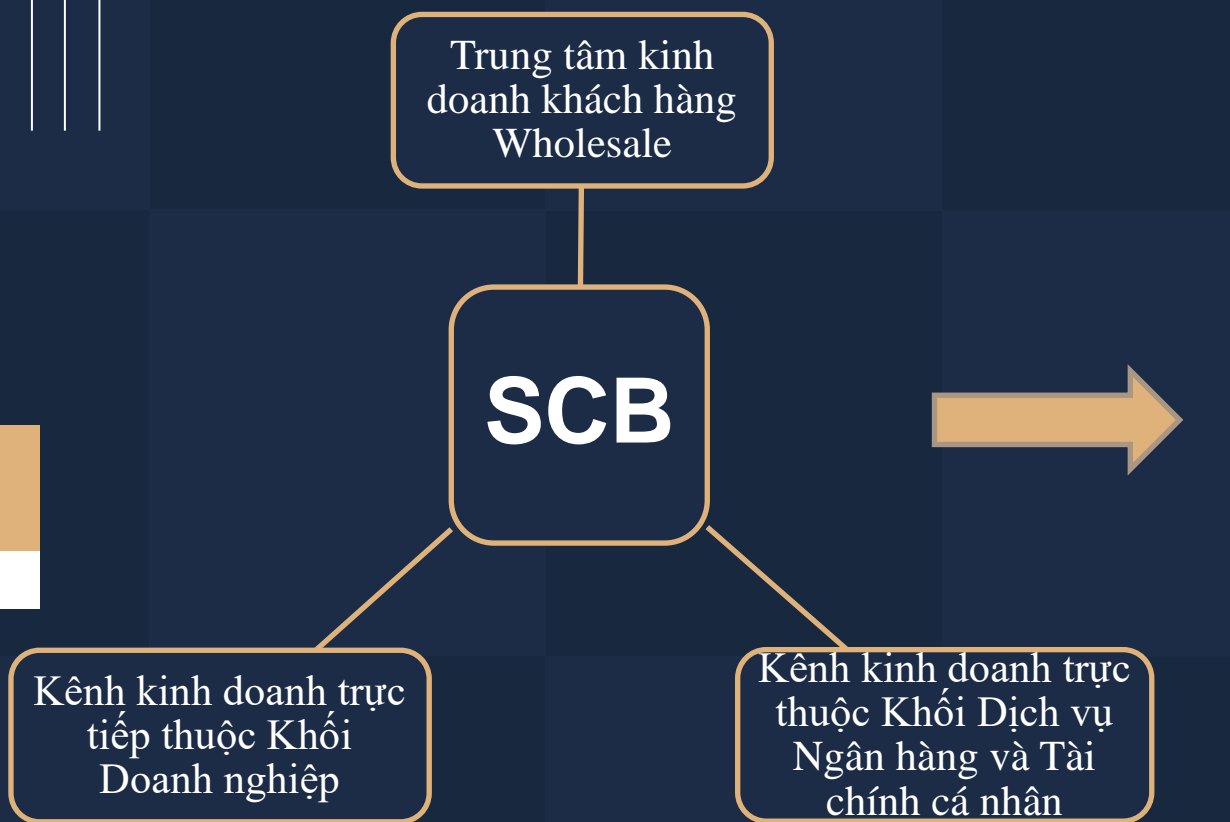 Trung tâm kinh
doanh khách hàng
Wholesale
SCB
Kênh kinh doanh trực
tiếp thuộc Khối
Doanh nghiệp
Kênh kinh doanh trực
thuộc Khối Dịch vụ
Ngân hàng và Tài
chính cá nhân